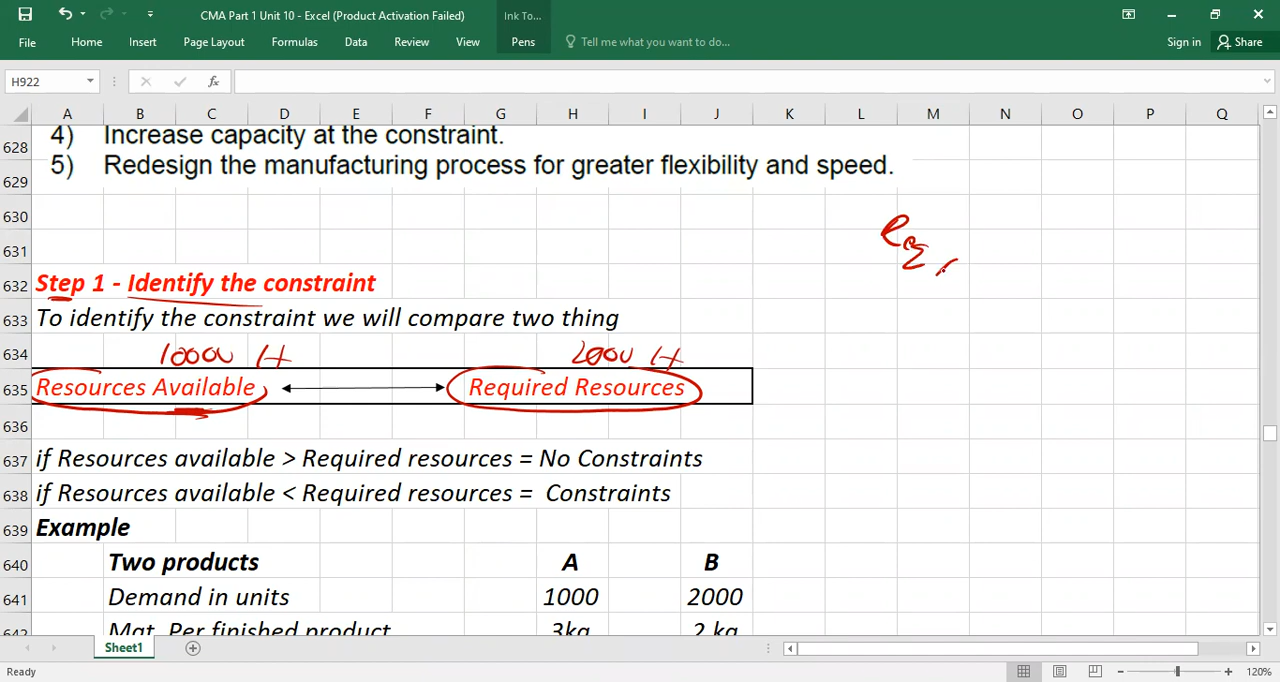 CMA Part 1 Unit 10 - Excel (Product Activation Failed)
Ink To...
File Home Insert Page Layout Formulas Data Review View Pens Tell me what you want to do... Sign in Share
H922
fx
A B C D E F G H I J K L M N O P Q
628 4) Increase capacity at the constraint.
629 5) Redesign the manufacturing process for greater flexibility and speed.
630
631
632 Step 1 - Identify the constraint
633 To identify the constraint we will compare two thing
634 H H
635 Resources Available Required Resources
636
637 if Resources available > Required resources = No Constraints
638 if Resources available < Required resources = Constraints
639 Example
640 Two products A B
641 Demand in units 1000 2000
642 Mat. Per finished product 3kg 2 kg
Sheet1
Ready 120%